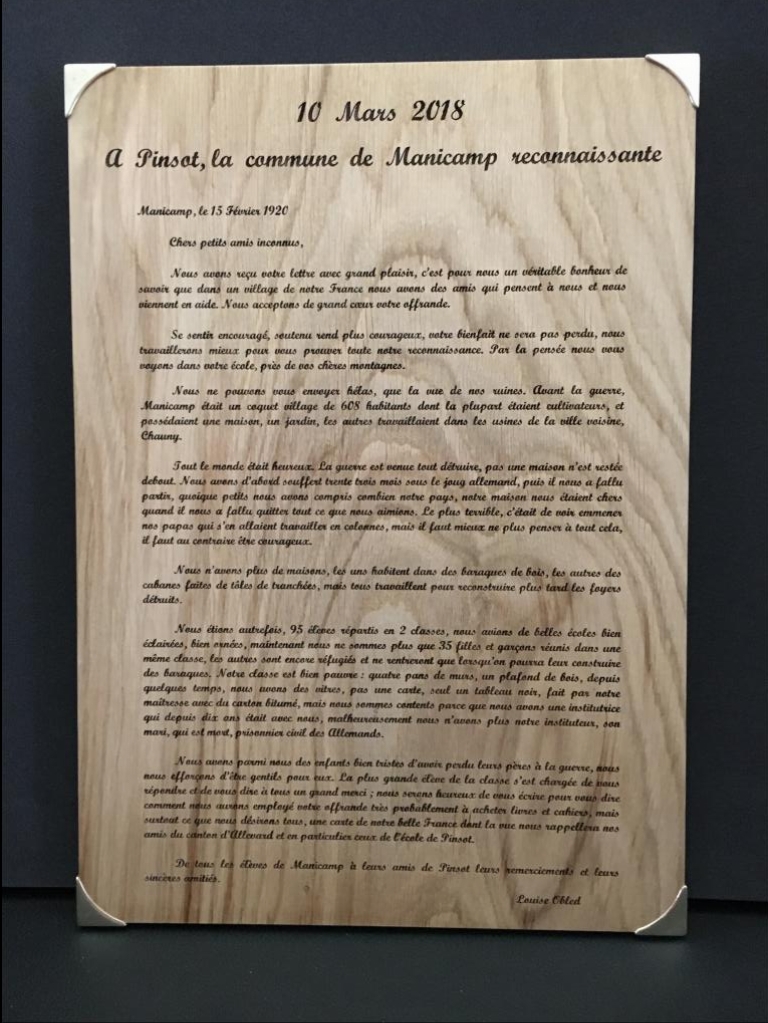 10 Mars 2018
A Pinsot, la commune de Manicamp reconnaissante
Manicamp, le 15 Février 1920
Chers petits amis inconnus,
Nous avons reçu votre lettre avec grand plaisir, c'est pour nous un véritable bonheur de
savoir que dans un village de notre France nous avons des amis qui pensent à nous et nous
viennent en aide. Nous acceptons de grand cœur votre offrande.
Se sentir encouragé, soutenu rend plus courageux, votre bienfait ne sera pas perdu, nous
travaillerons mieux pour vous prouver toute notre reconnaissance. Par la pensée nous vous
voyons dans votre école, près de vos chères montagnes.
Nous ne pouvons vous envoyer hélas, que la vue de nos ruines. Avant la guerre,
Manicamp était un coquet village de 608 habitants dont la plupart étaient cultivateurs, et
possédaient une maison, un jardin, les autres travaillaient dans les usines de la ville voisine,
Chauny.
Tout le monde était heureux. La guerre est venue tout détruire, pas une maison n'est restée
debout. Nous avons d'abord souffert trente trois mois sous le joug allemand, puis il nous a fallu
partir, quoique petits nous avons compris combien notre pays, notre maison nous étaient chers
quand il nous a fallu quitter tout ce que nous aimions. Le plus terrible, c'était de voir emmener
nos papas qui s'en allaient travailler en colonnes, mais il faut mieux ne plus penser à tout cela,
il faut au contraire être courageux.
Nous n'avons plus de maisons, les uns habitent dans des baraques de bois, les autres des
cabanes faites de tôles de tranchées, mais tous travaillent pour reconstruire plus tard les foyers
détruits.
Nous étions autrefois, 95 élèves répartis en 2 classes, nous avions de belles écoles bien
éclairées, bien ornées, maintenant nous ne sommes plus que 35 filles et garçons réunis dans une
même classe, les autres sont encore réfugiés et ne rentreront que lorsqu'on pourra leur construire
des baraques. Notre classe est bien pauvre : quatre pans de murs, un plafond de bois, depuis
quelques temps, nous avons des vitres, pas une carte, seul un tableau noir, fait par notre
maîtresse avec du carton bitumé, mais nous sommes contents parce que nous avons une institutrice
qui depuis dix ans était avec nous, malheureusement nous n'avons plus notre instituteur, son
mari, qui est mort, prisonnier civil des Allemands.
Nous avons parmi nous des enfants bien tristes d'avoir perdu leurs pères à la guerre, nous
nous efforçons d'être gentils pour eux. La plus grande élève de la classe s'est chargée de vous
répondre et de vous dire à tous un grand merci ; nous serons heureux de vous écrire pour vous dire
comment nous aurons employé votre offrande très probablement à acheter livres et cahiers, mais
surtout ce que nous désirons tous, une carte de notre belle France dont la vue nous rappellera nos
amis du canton d'Allevard et en particulier ceux de l'école de Pinsot.
De tous les élèves de Manicamp à leurs amis de Pinsot leurs remerciements et leurs
sincères amitiés.
Louise Obled